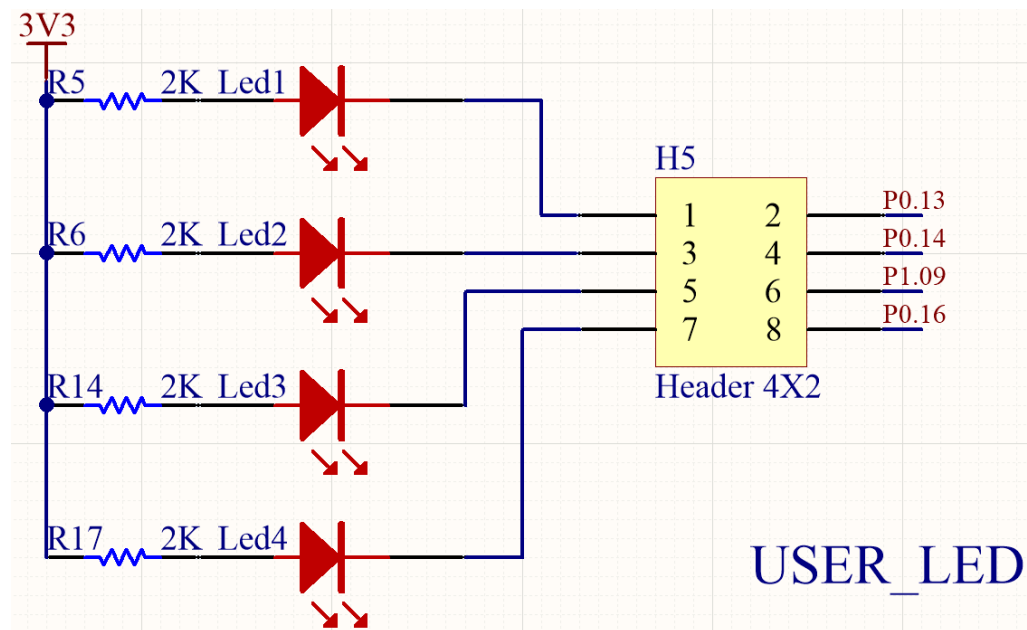 3V3
R5 2K Led1
H5
1 2 P0.13
R6 2K Led2
3 4 P0.14
5 6 P1.09
7 8 P0.16
R14 2K Led3
Header 4X2
R17 2K Led4
USER_LED